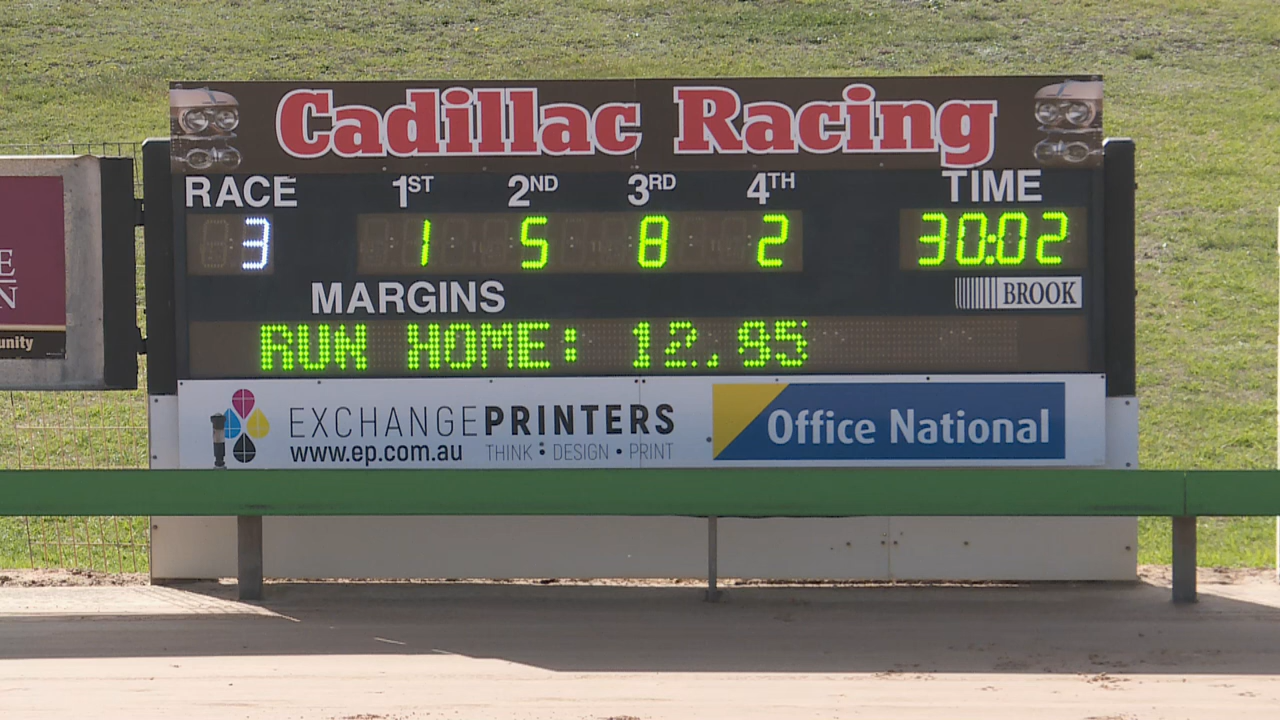 Cadillac Racing
RACE 1ST 2ND 3RD 4TH TIME
3 1 5 8 2 30:02
MARGINS BROOK
RUN HOME: 12.95
EXCHANGEPRINTERS
www.ep.com.au THINK : DESIGN • PRINT
Office National
E
N
unity